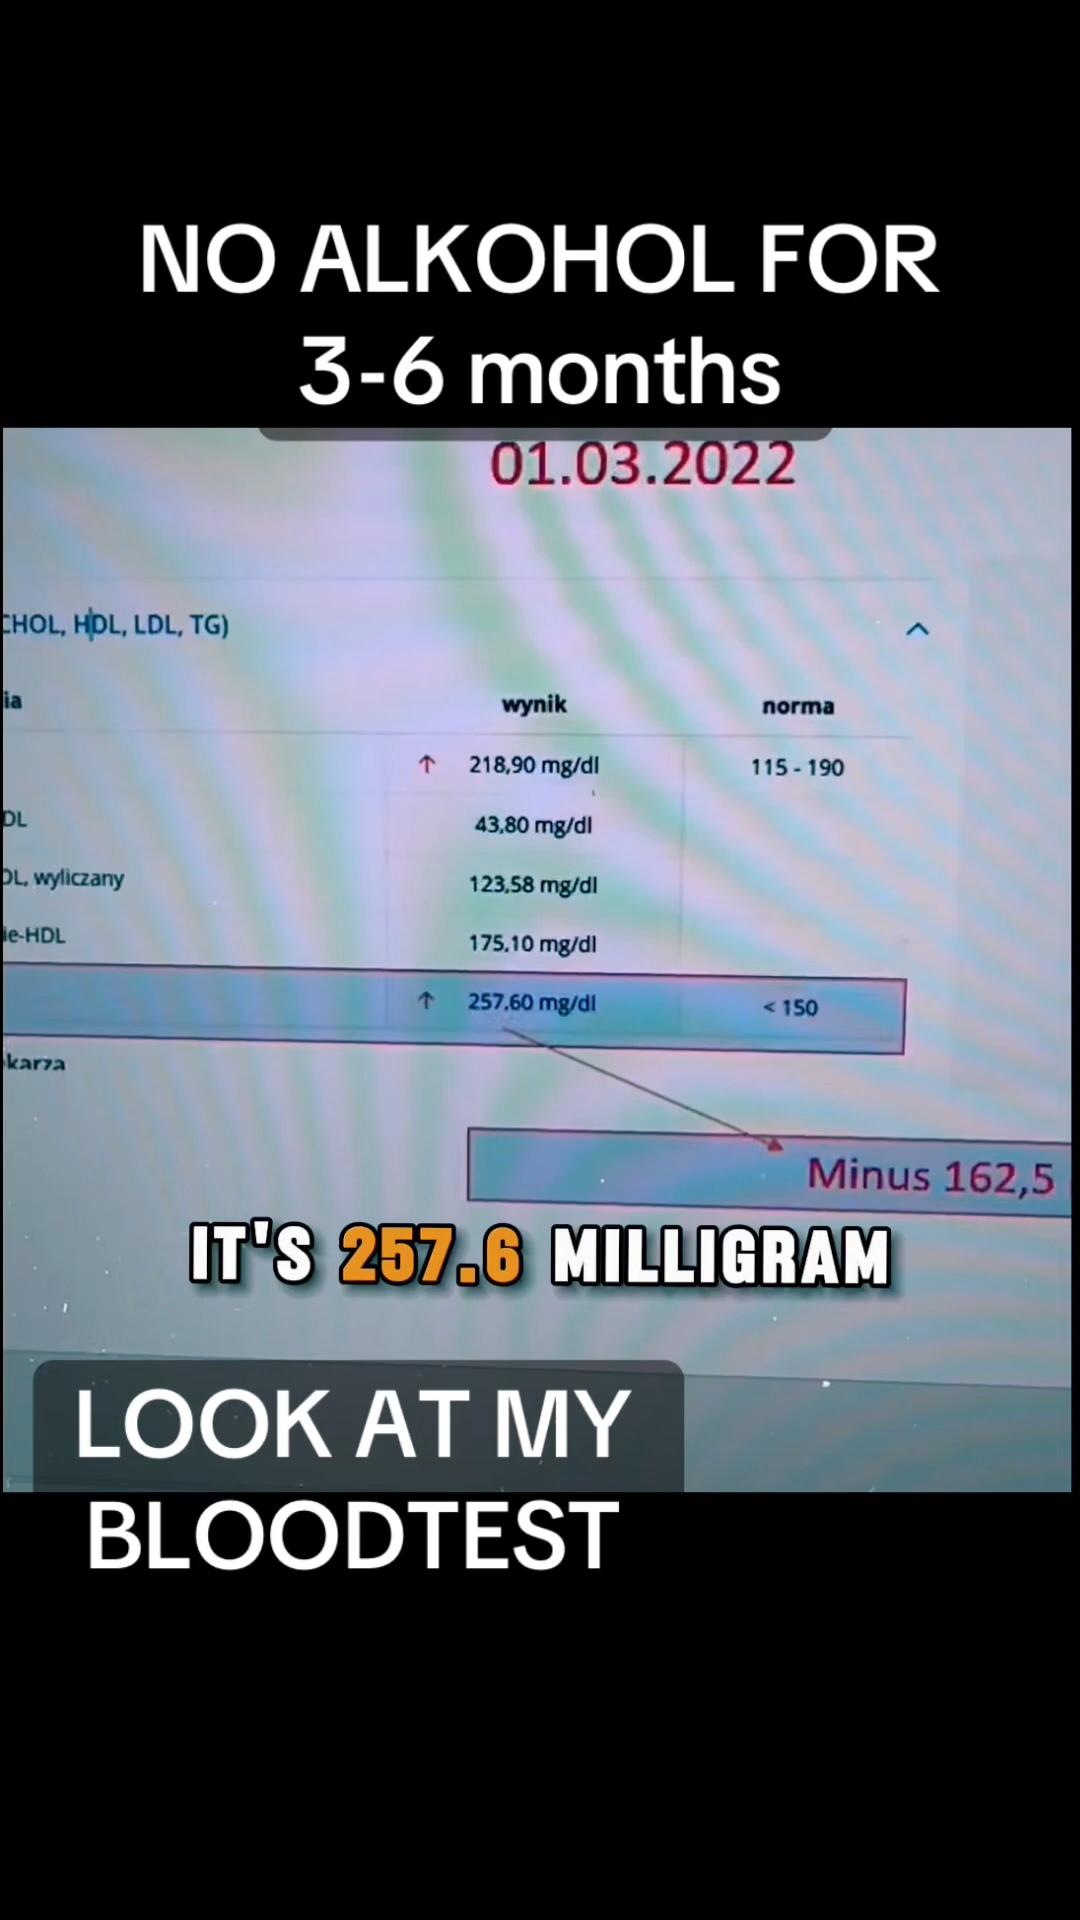 NO ALKOHOL FOR
3-6 months
01.03.2022
CHOL, HDL, LDL, TG)
ia wynik norma
↑ 218,90 mg/dl 115 - 190
DL 43,80 mg/dl
DL, wyliczany 123,58 mg/dl
ie-HDL 175,10 mg/dl
↑ 257,60 mg/dl < 150
karza
Minus 162,5
IT'S 257.6 MILLIGRAM
LOOK AT MY
BLOODTEST